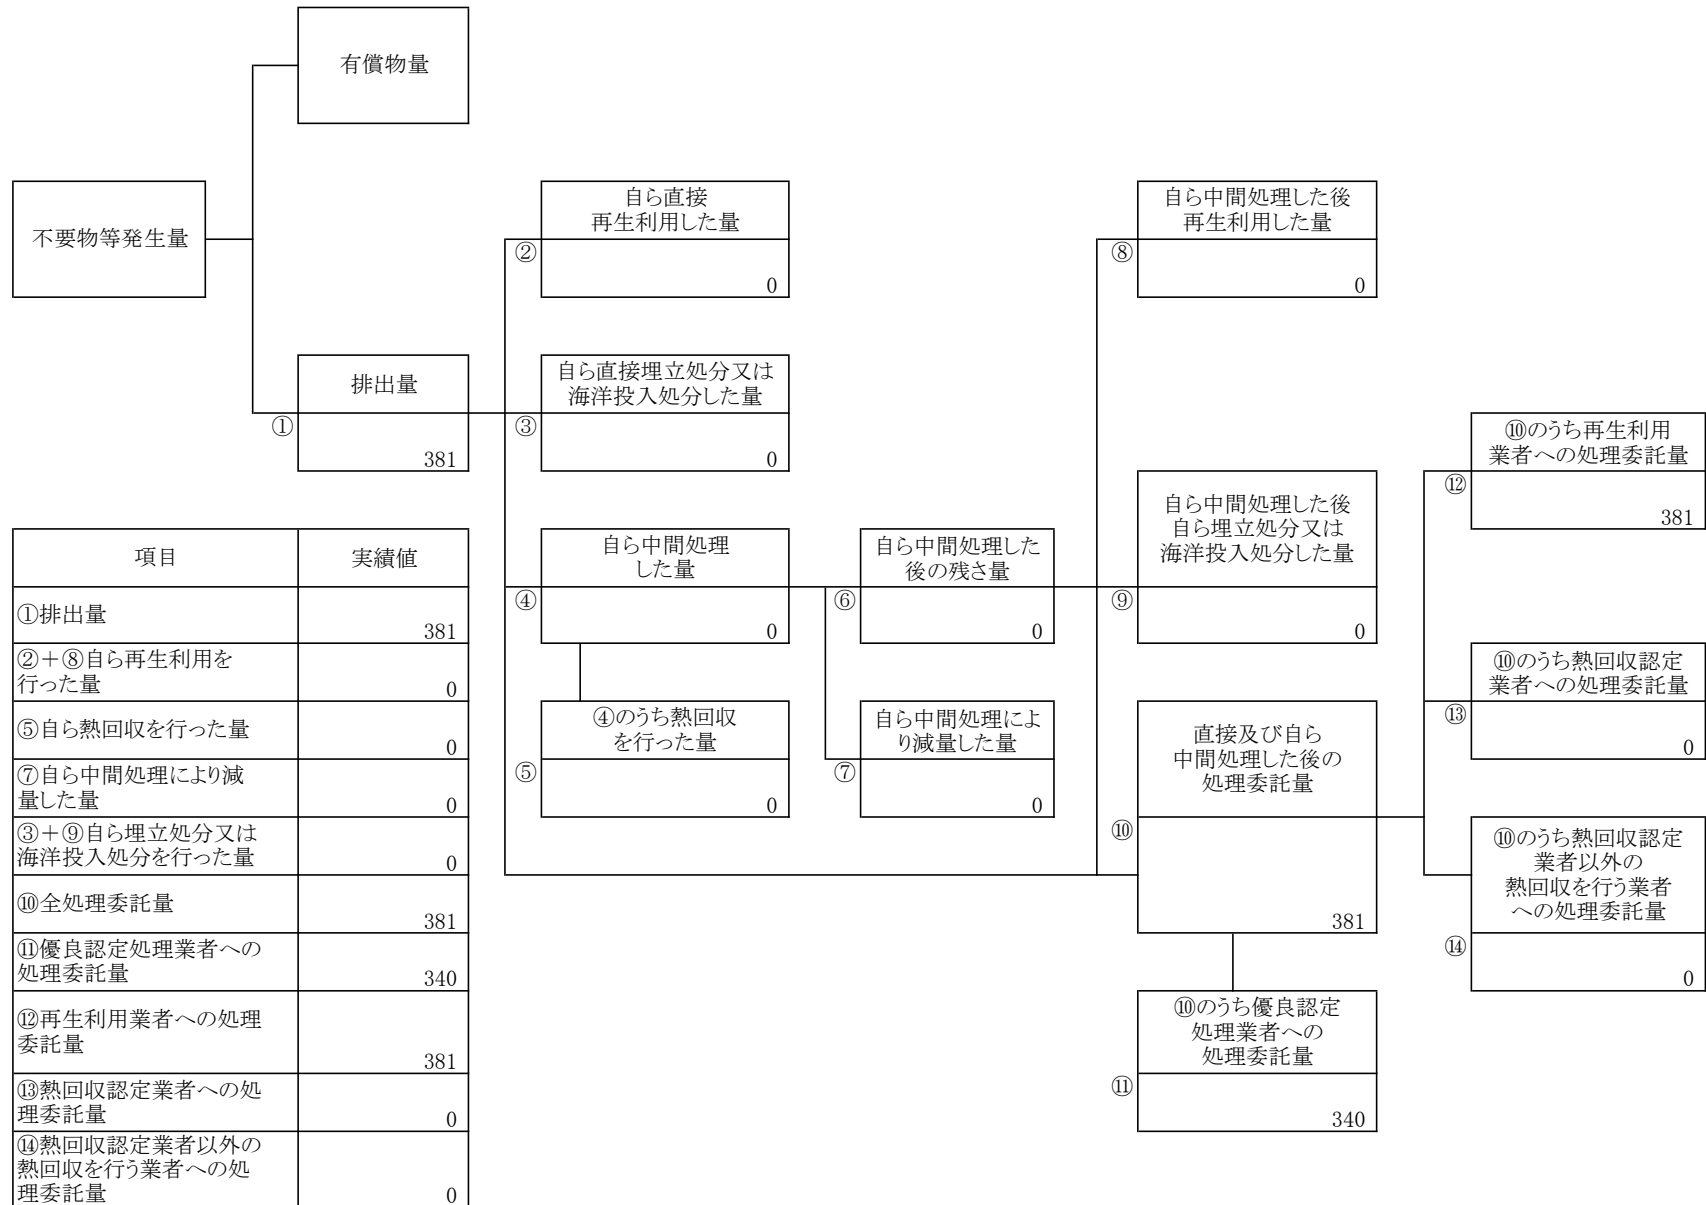 有償物量
不要物等発生量
自ら直接
再生利用した量
②
0
自ら中間処理した後
再生利用した量
⑧
0
排出量
①
381
自ら直接埋立処分又は
海洋投入処分した量
③
0
⑩のうち再生利用
業者への処理委託量
⑫
381
自ら中間処理
した量
④
0
自ら中間処理した
後の残さ量
⑥
0
自ら中間処理した後
自ら埋立処分又は
海洋投入処分した量
⑨
0
⑩のうち熱回収認定
業者への処理委託量
⑬
0
④のうち熱回収
を行った量
⑤
0
自ら中間処理によ
り減量した量
⑦
0
直接及び自ら
中間処理した後の
処理委託量
⑩
381
⑩のうち熱回収認定
業者以外の
熱回収を行う業者
への処理委託量
⑭
0
⑩のうち優良認定
処理業者への
処理委託量
⑪
340
項目 実績値
①排出量
381
②+⑧自ら再生利用を
行った量 0
⑤自ら熱回収を行った量
0
⑦自ら中間処理により減
量した量 0
③+⑨自ら埋立処分又は
海洋投入処分を行った量 0
⑩全処理委託量
381
⑪優良認定処理業者への
処理委託量 340
⑫再生利用業者への処理
委託量
381
⑬熱回収認定業者への処
理委託量 0
⑭熱回収認定業者以外の
熱回収を行う業者への処
理委託量 0